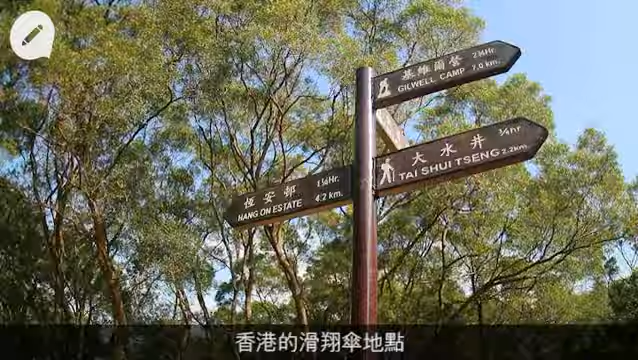 基維爾營 2¾Hr.
GILWELL CAMP 7.0 km.
大水井 ¾hr
TAI SHUI TSENG 2.2km.
恆安邨 1¾Hr.
HANG ON ESTATE 4.2 km.
香港的滑翔傘地點